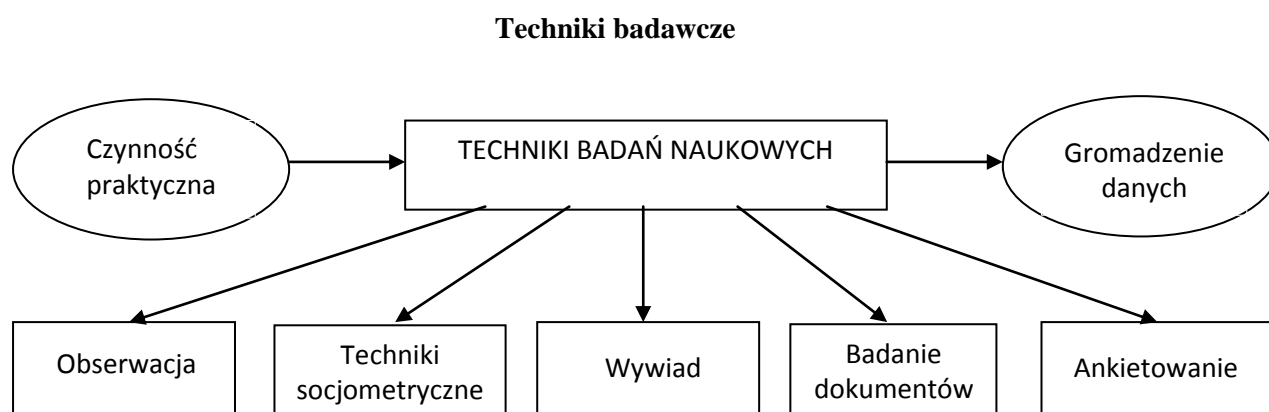 Techniki badawcze
Czynność
praktyczna
TECHNIKI BADAŃ NAUKOWYCH
Gromadzenie
danych
Obserwacja
Techniki
socjometryczne
Wywiad
Badanie
dokumentów
Ankietowanie